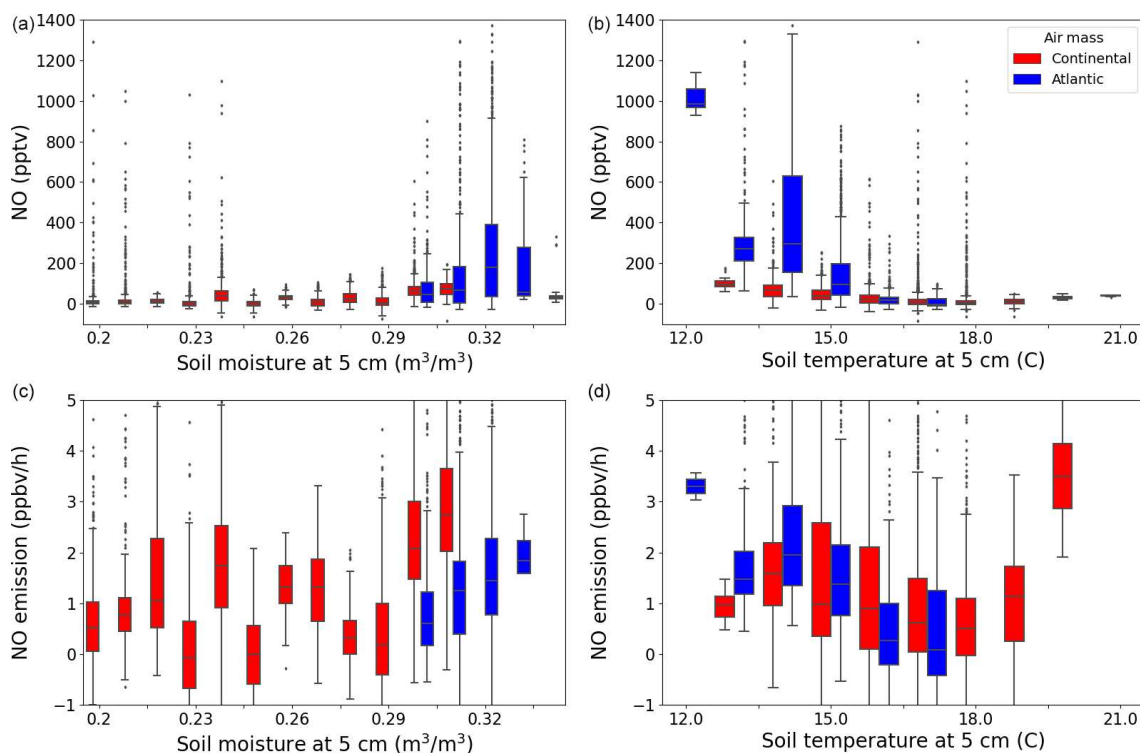 (a)
1400
1200
1000
800
600
400
200
0
NO (pptv)
0.2 0.23 0.26 0.29 0.32
Soil moisture at 5 cm (m³/m³)
(b)
1400
1200
1000
800
600
400
200
0
NO (pptv)
Air mass
Continental
Atlantic
12.0 15.0 18.0 21.0
Soil temperature at 5 cm (C)
(c)
5
4
3
2
1
0
−1
NO emission (ppbv/h)
0.2 0.23 0.26 0.29 0.32
Soil moisture at 5 cm (m³/m³)
(d)
5
4
3
2
1
0
−1
NO emission (ppbv/h)
12.0 15.0 18.0 21.0
Soil temperature at 5 cm (C)